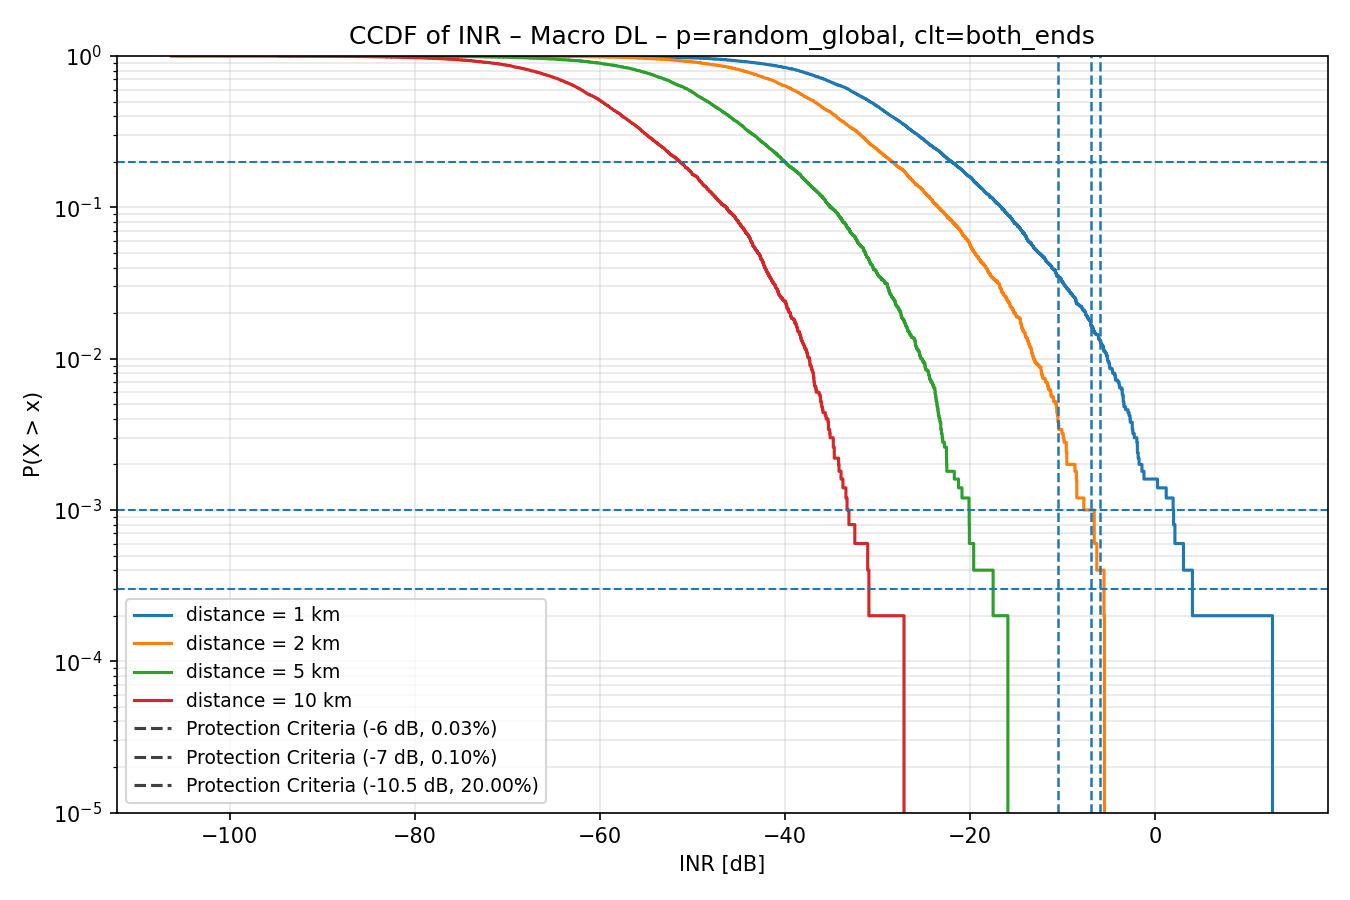 CCDF of INR – Macro DL – p=random_global, clt=both_ends
P(X > x)
10⁰
10⁻¹
10⁻²
10⁻³
10⁻⁴
10⁻⁵
distance = 1 km
distance = 2 km
distance = 5 km
distance = 10 km
Protection Criteria (-6 dB, 0.03%)
Protection Criteria (-7 dB, 0.10%)
Protection Criteria (-10.5 dB, 20.00%)
−100 −80 −60 −40 −20 0
INR [dB]